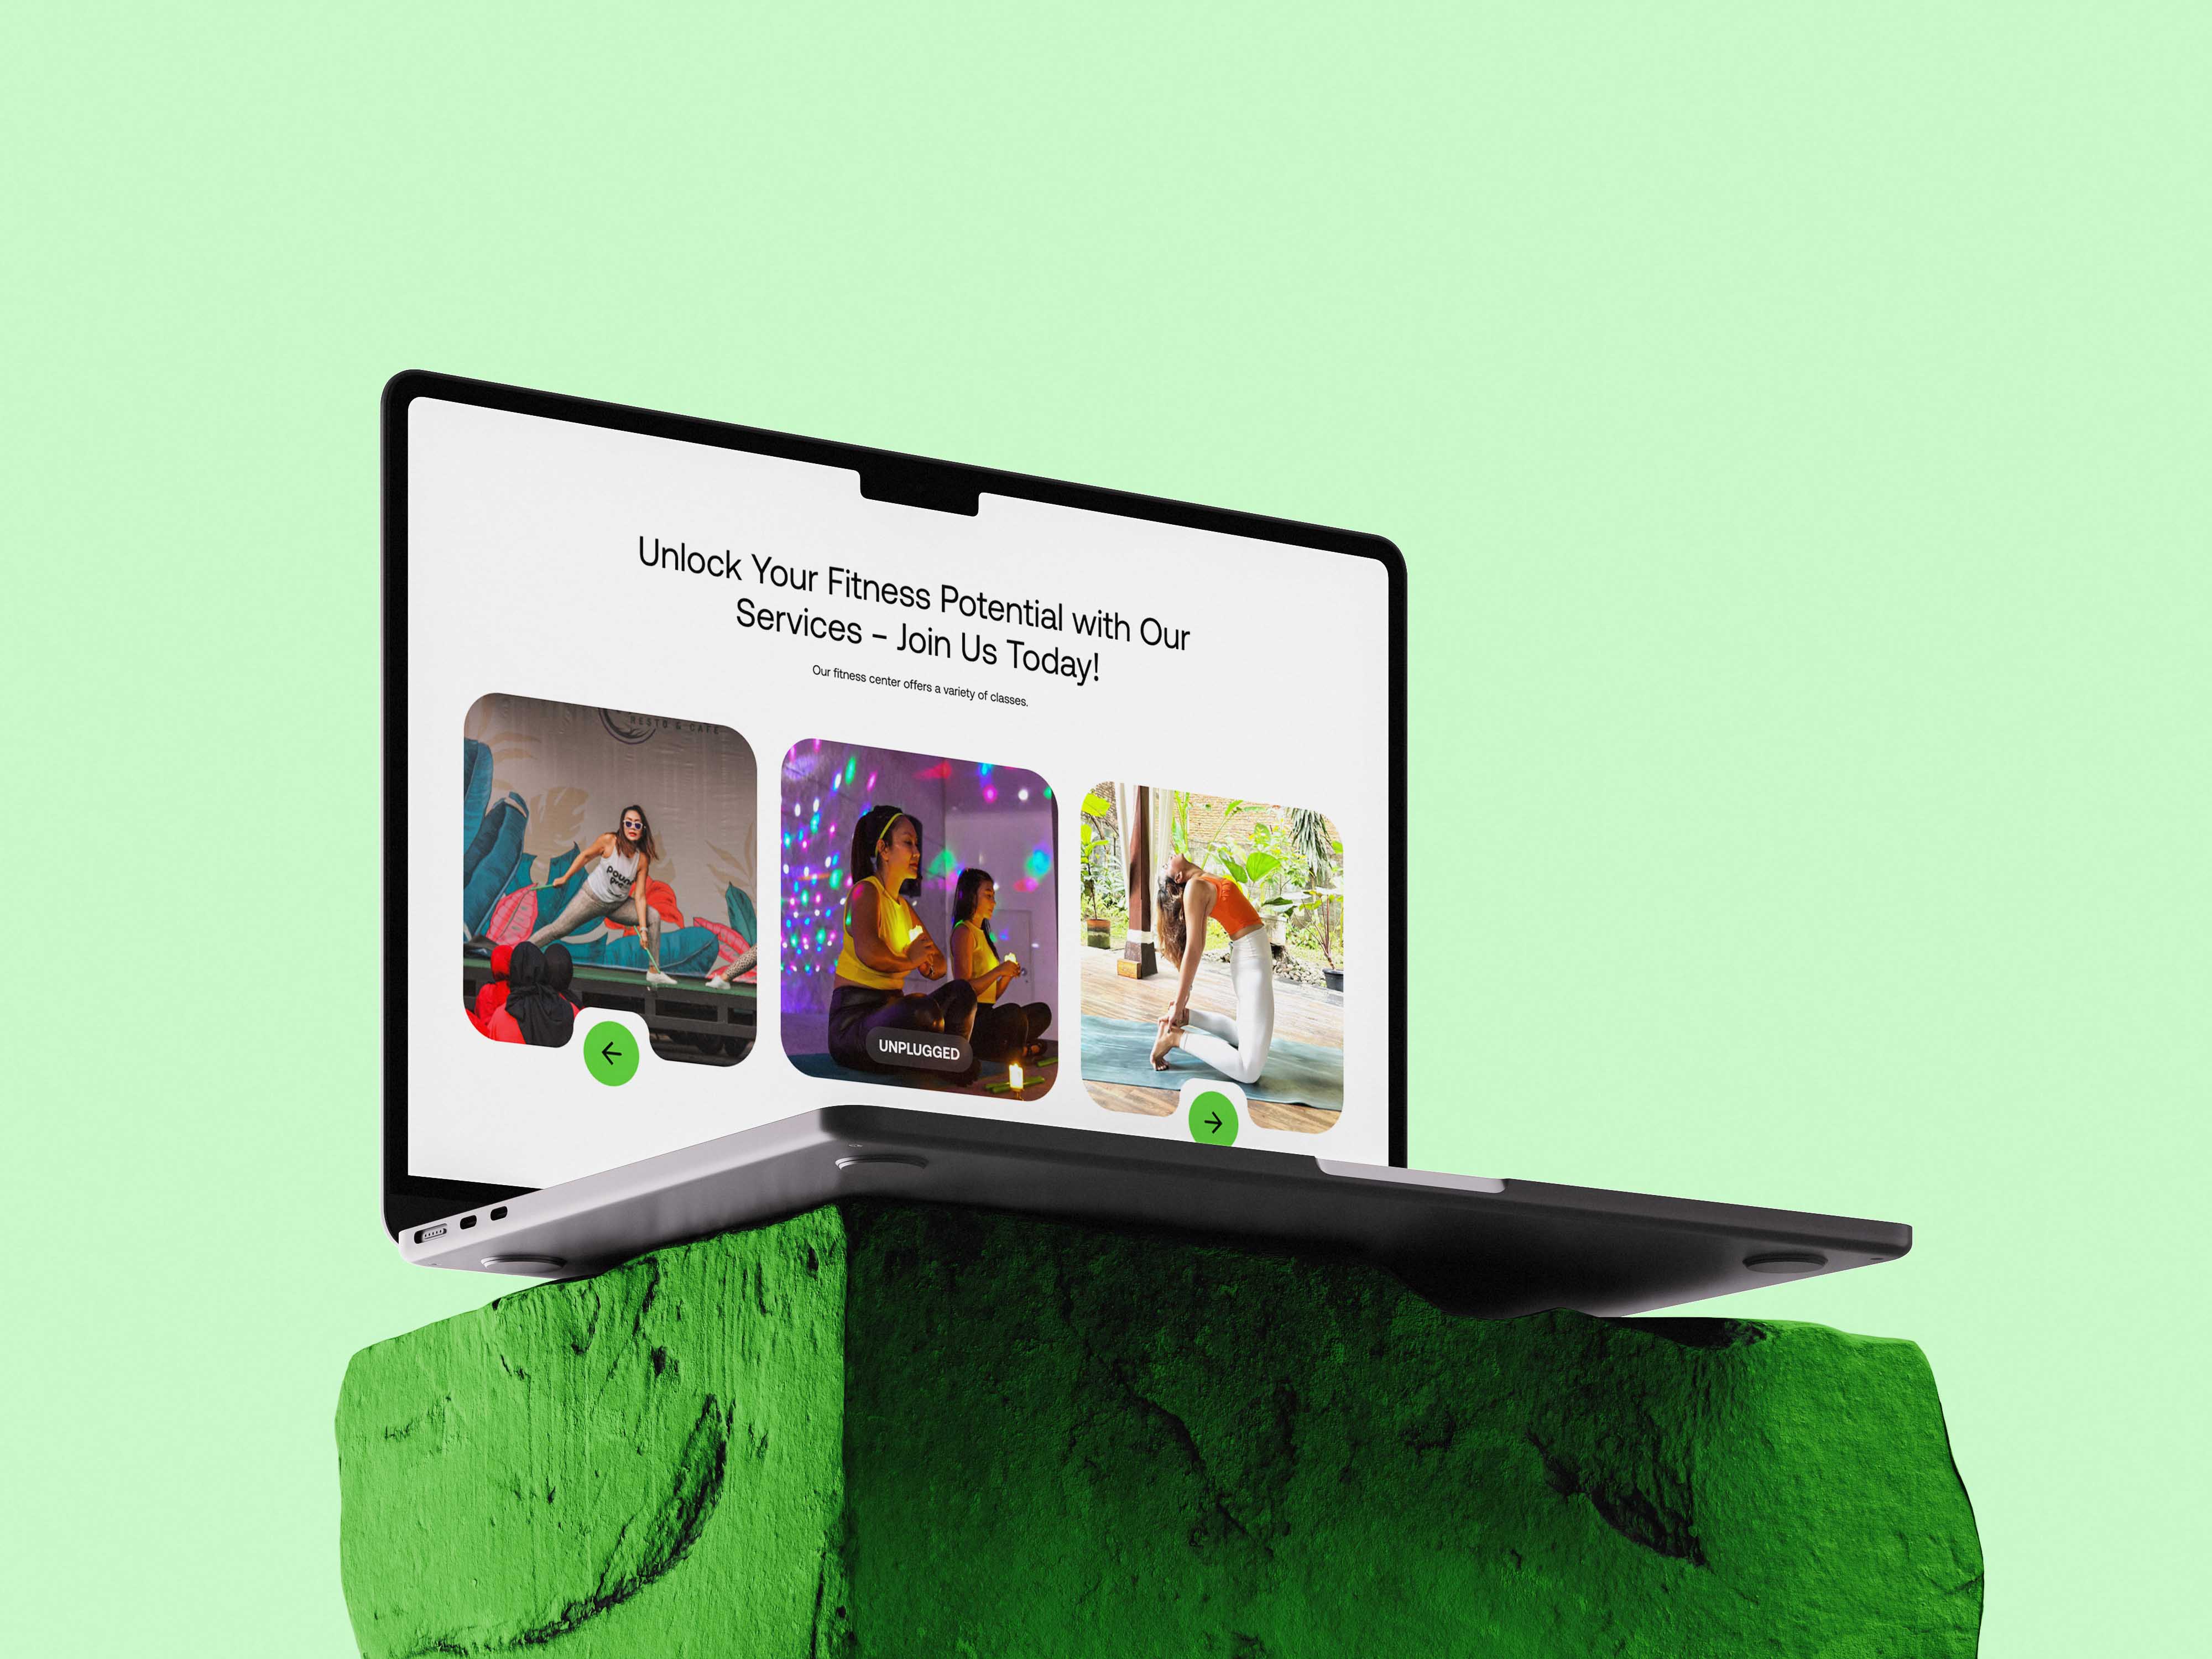 Unlock Your Fitness Potential with Our
Services – Join Us Today!
Our fitness center offers a variety of classes.
RESTO & CAFE
pound
UNPLUGGED